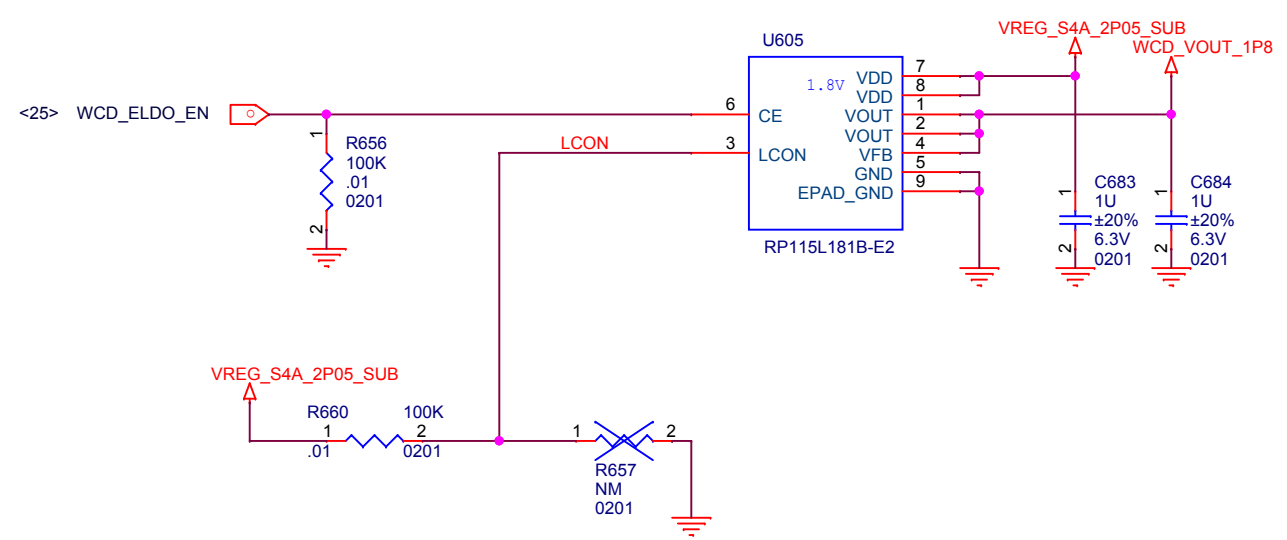 VREG_S4A_2P05_SUB
WCD_VOUT_1P8
U605
1.8V
<25> WCD_ELDO_EN
6 CE
3 LCON
LCON
VDD 7
VDD 8
VOUT 1
VOUT 2
VFB 4
GND 5
EPAD_GND 9
RP115L181B-E2
1
R656
100K
.01
0201
2
1
C683
1U
±20%
6.3V
0201
2
1
C684
1U
±20%
6.3V
0201
2
VREG_S4A_2P05_SUB
R660 100K
1 2
.01 0201
1 2
R657
NM
0201